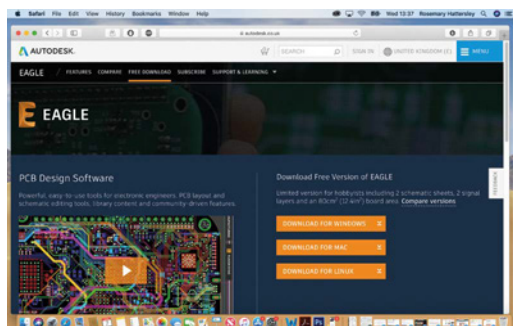 Safari File Edit View History Bookmarks Window Help
Wed 13:37 Rosemary Hattersley
autodesk.co.uk
AUTODESK.
SEARCH
SIGN IN
UNITED KINGDOM (E)
MENU
EAGLE / FEATURES COMPARE FREE DOWNLOAD SUBSCRIBE SUPPORT & LEARNING
E EAGLE
FEEDBACK
PCB Design Software
Powerful, easy-to-use tools for electronic engineers. PCB layout and
schematic editing tools, library content and community-driven features.
Download Free Version of EAGLE
Limited version for hobbyists including 2 schematic sheets, 2 signal
layers and an 80cm² (12.4in²) board area. Compare versions
DOWNLOAD FOR WINDOWS
DOWNLOAD FOR MAC
DOWNLOAD FOR LINUX